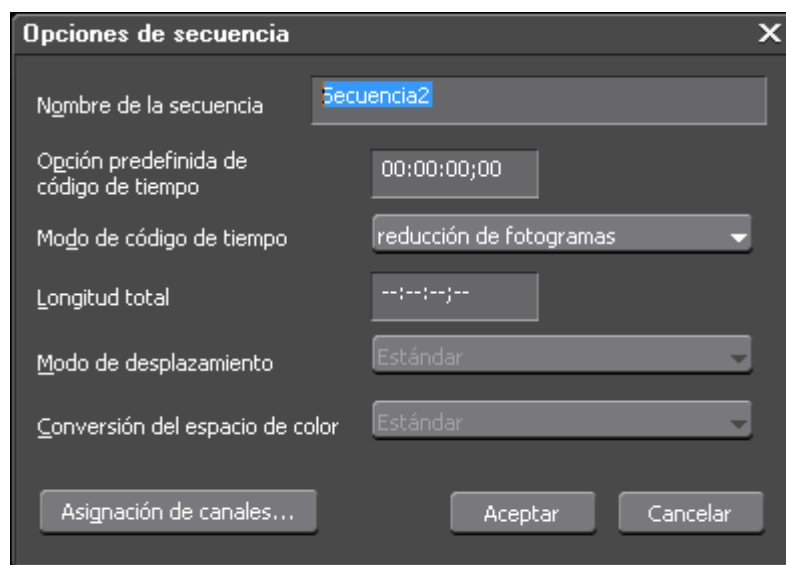 Opciones de secuencia
Nombre de la secuencia
Secuencia2
Opción predefinida de
código de tiempo
00:00:00;00
Modo de código de tiempo
reducción de fotogramas
Longitud total
--:--:--;--
Modo de desplazamiento
Estándar
Conversión del espacio de color
Estándar
Asignación de canales...
Aceptar
Cancelar